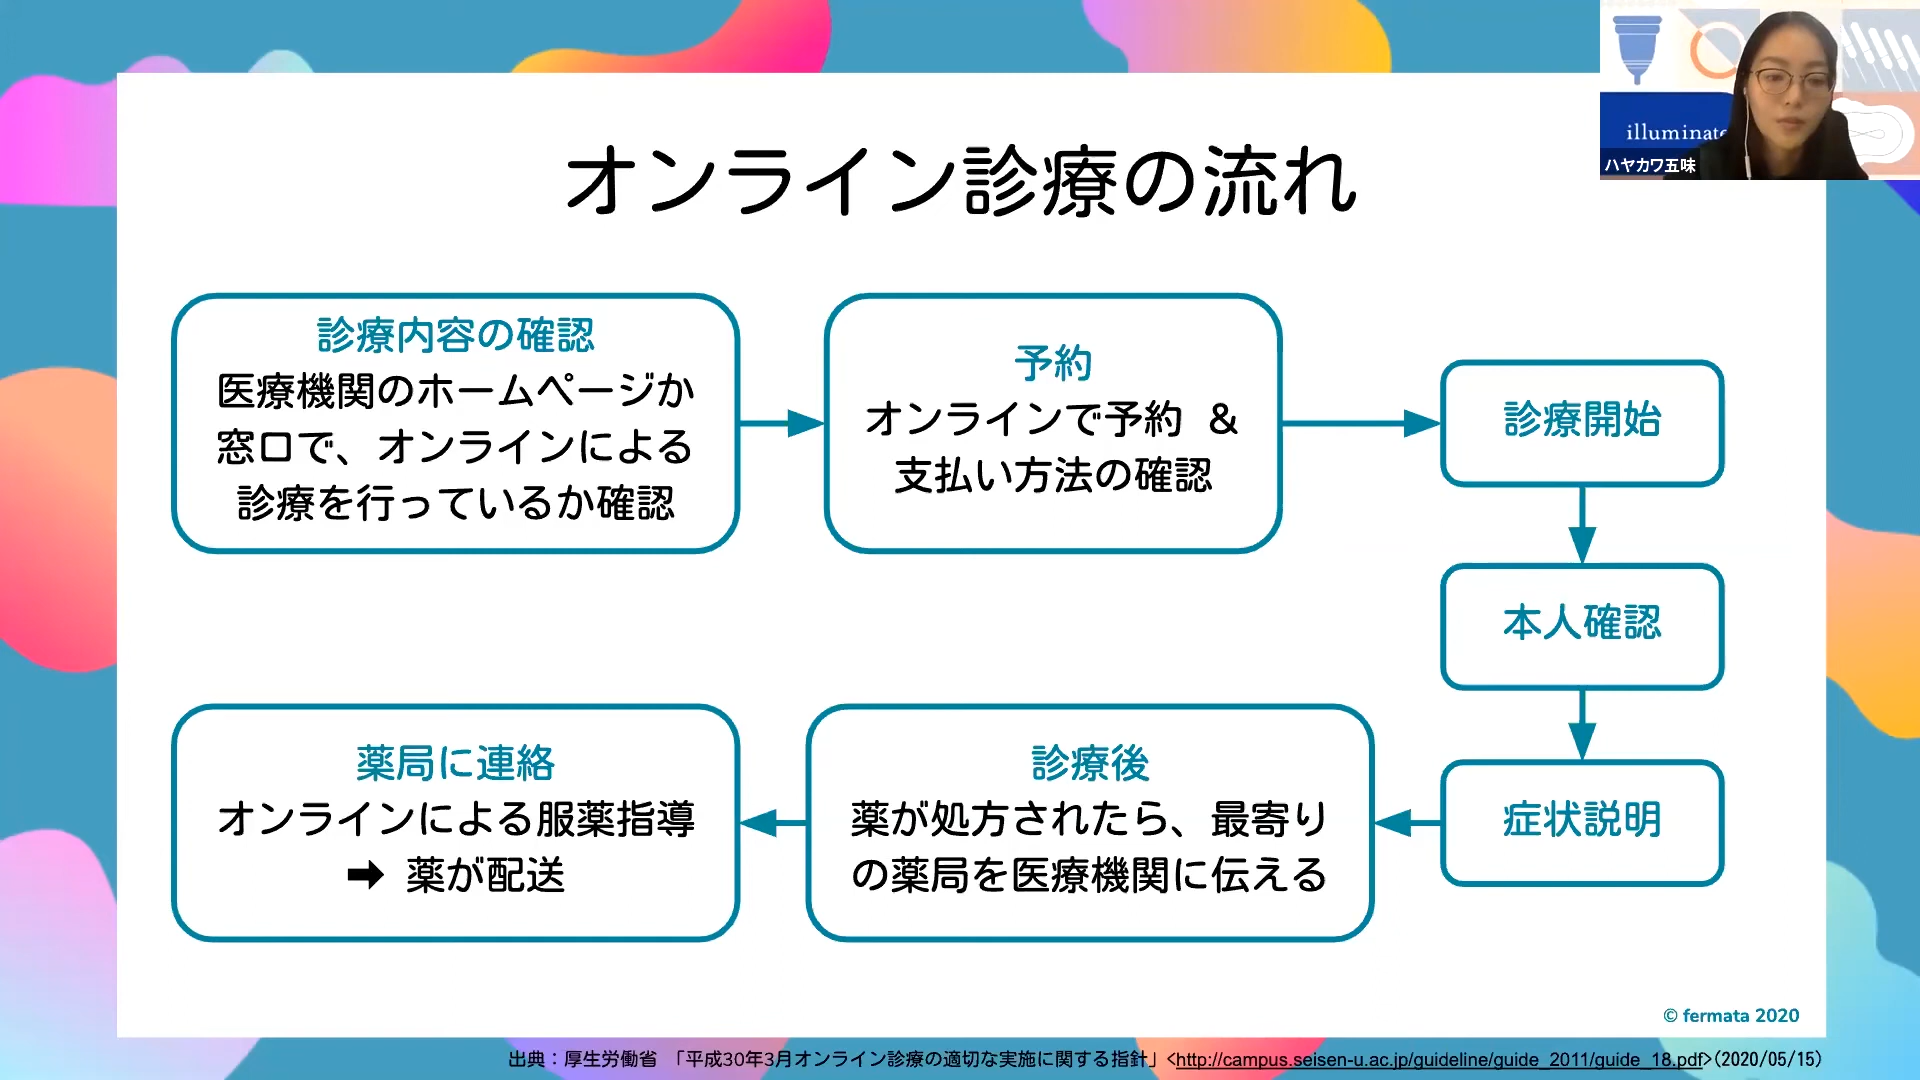 オンライン診療の流れ
illuminate
ハヤカワ五味
診療内容の確認
医療機関のホームページか
窓口で、オンラインによる
診療を行っているか確認
予約
オンラインで予約 &
支払い方法の確認
診療開始
本人確認
症状説明
診療後
薬が処方されたら、最寄り
の薬局を医療機関に伝える
薬局に連絡
オンラインによる服薬指導
➡ 薬が配送
© fermata 2020
出典：厚生労働省 「平成30年3月オンライン診療の適切な実施に関する指針」<http://campus.seisen-u.ac.jp/guideline/guide_2011/guide_18.pdf>(2020/05/15)